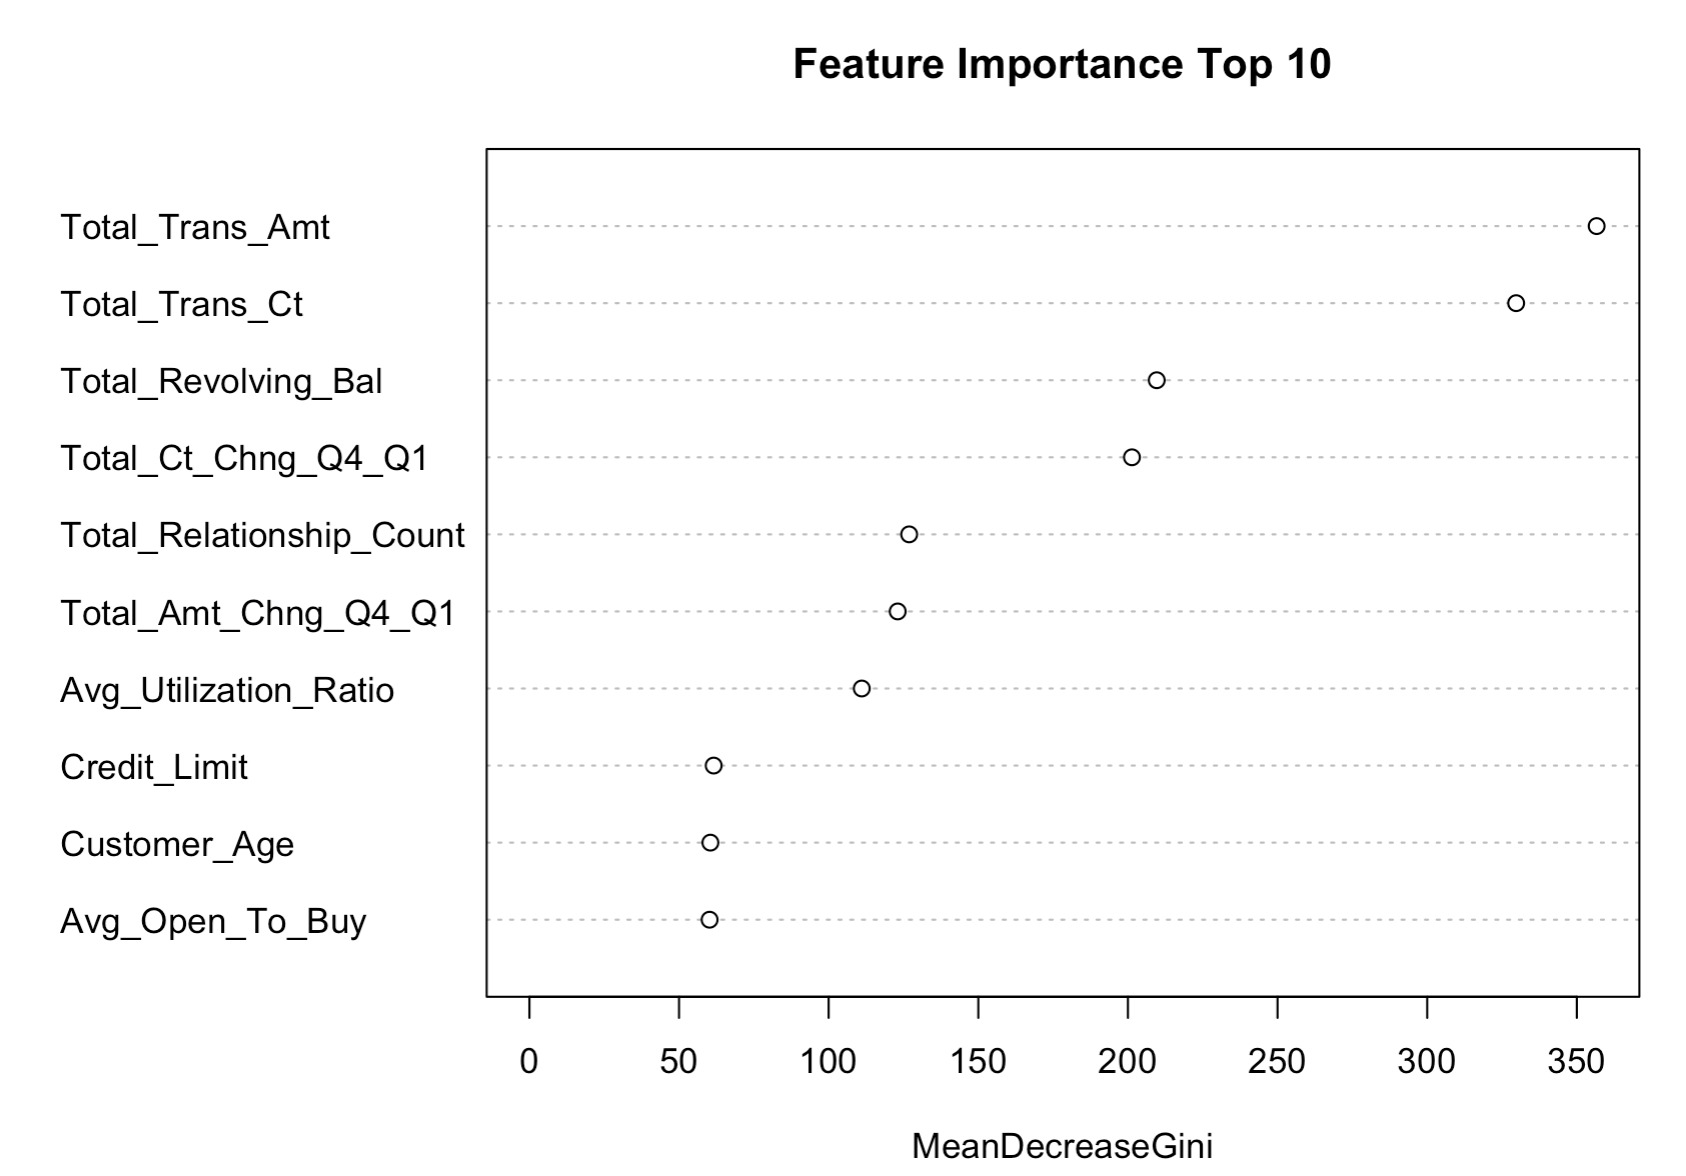 Feature Importance Top 10
Total_Trans_Amt
Total_Trans_Ct
Total_Revolving_Bal
Total_Ct_Chng_Q4_Q1
Total_Relationship_Count
Total_Amt_Chng_Q4_Q1
Avg_Utilization_Ratio
Credit_Limit
Customer_Age
Avg_Open_To_Buy
0 50 100 150 200 250 300 350
MeanDecreaseGini